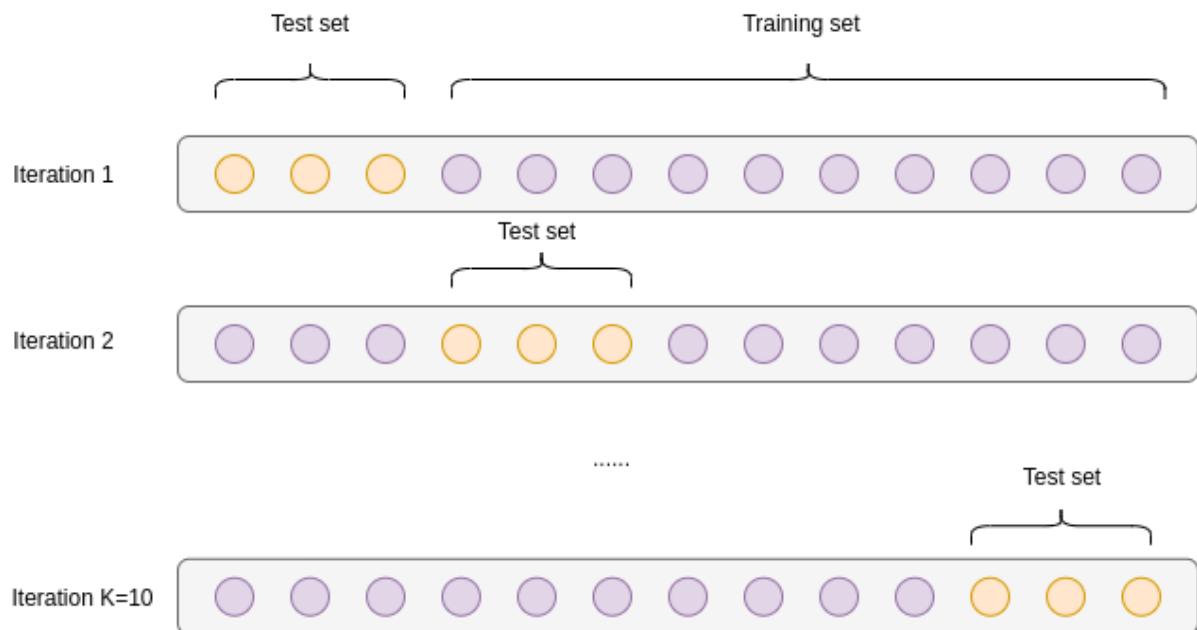 Test set
Training set
Iteration 1
Test set
Iteration 2
......
Test set
Iteration K=10